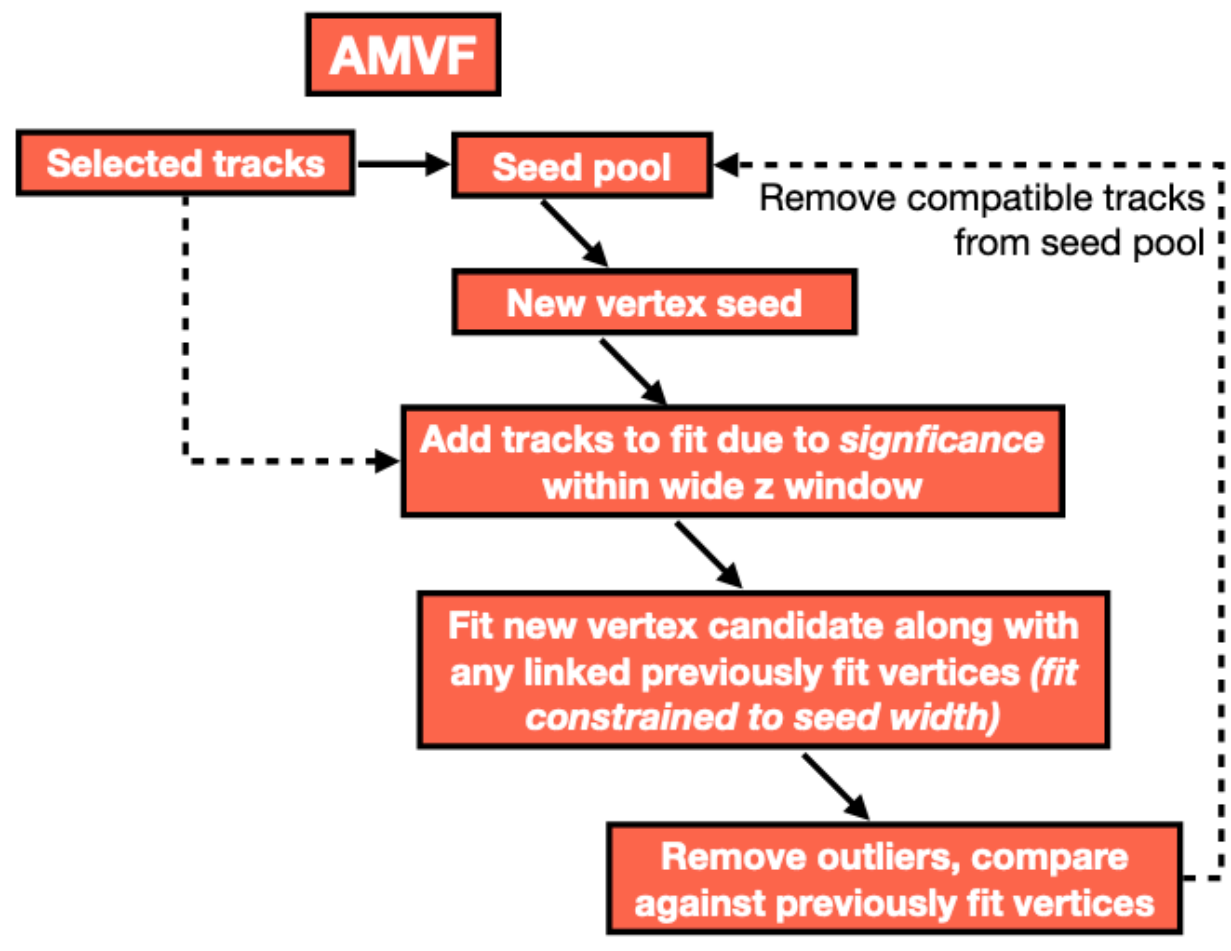 AMVF
Selected tracks
Seed pool
Remove compatible tracks
from seed pool
New vertex seed
Add tracks to fit due to signficance
within wide z window
Fit new vertex candidate along with
any linked previously fit vertices (fit
constrained to seed width)
Remove outliers, compare
against previously fit vertices